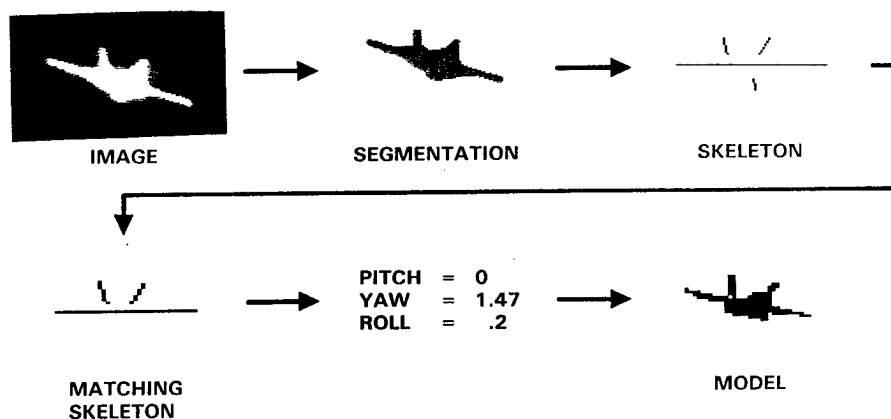 IMAGE
SEGMENTATION
SKELETON
PITCH = 0
YAW = 1.47
ROLL = .2
MATCHING
SKELETON
MODEL